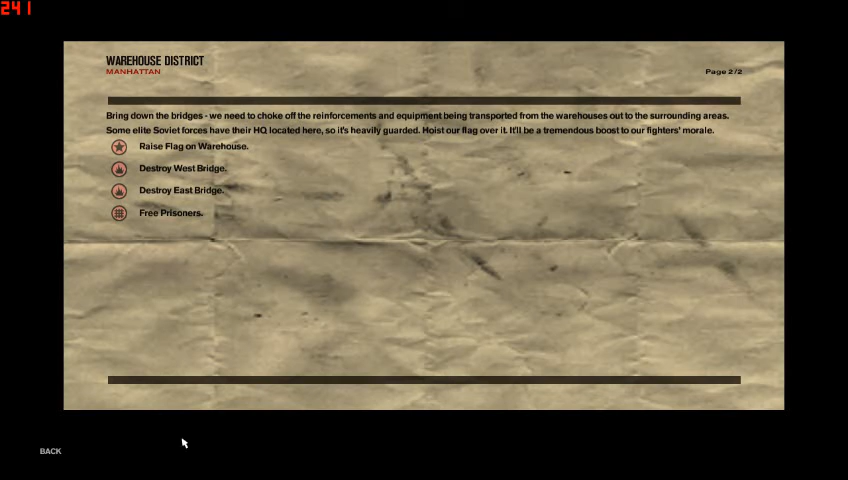 241
WAREHOUSE DISTRICT
MANHATTAN
Page 2/2
Bring down the bridges - we need to choke off the reinforcements and equipment being transported from the warehouses out to the surrounding areas.
Some elite Soviet forces have their HQ located here, so it's heavily guarded. Hoist our flag over it. It'll be a tremendous boost to our fighters' morale.
Raise Flag on Warehouse.
Destroy West Bridge.
Destroy East Bridge.
Free Prisoners.
BACK